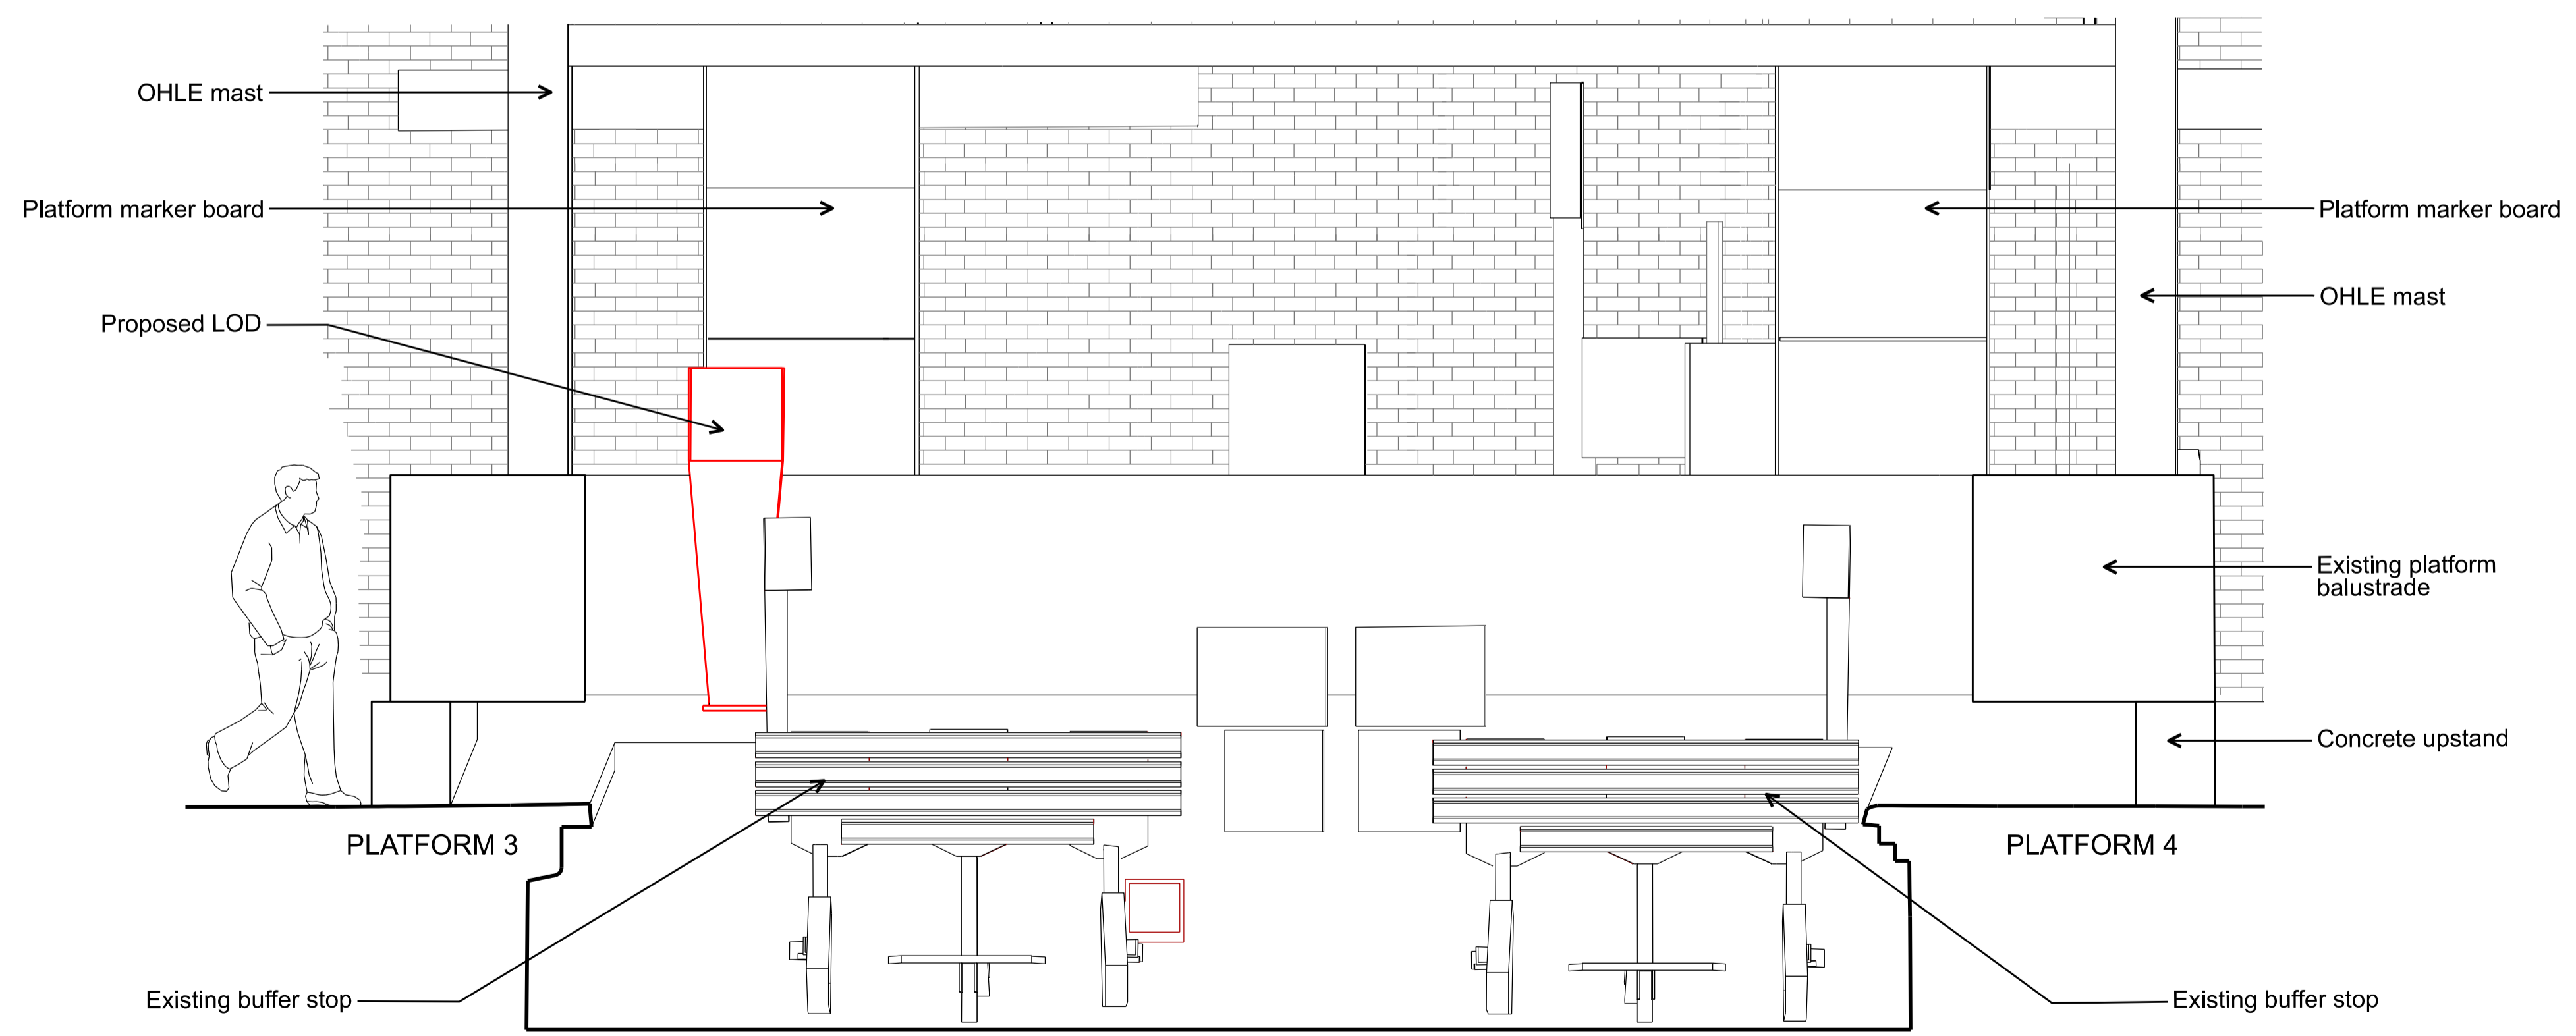 OHLE mast
Platform marker board
Platform marker board
OHLE mast
Proposed LOD
Existing platform
balustrade
Concrete upstand
PLATFORM 3
PLATFORM 4
Existing buffer stop
Existing buffer stop